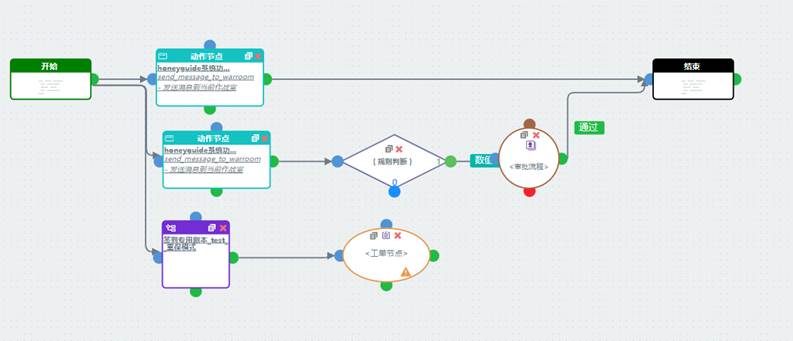 开始
动作节点
honeyguide系统功...
send_message_to_warroom
- 发送消息到当前作战室
结束
动作节点
honeyguide系统功...
send_message_to_warroom
- 发送消息到当前作战室
( 规则判断 )
1
0
数值
<审批流程>
通过
签到专用剧本_test_
_重保模式
<工单节点>